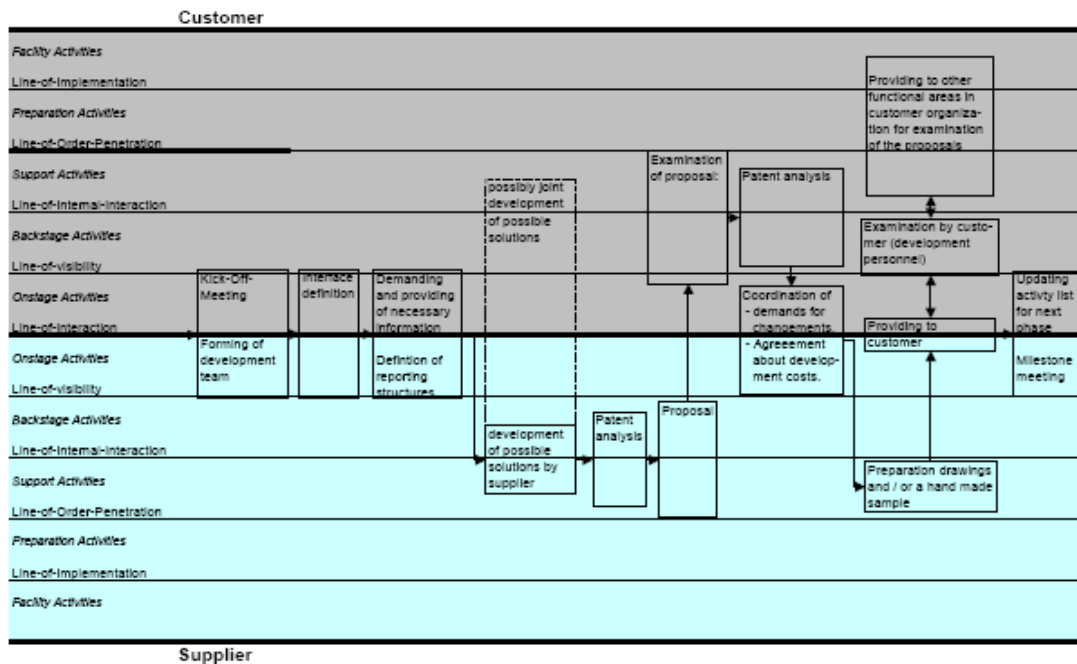 Customer
Facility Activities
Line-of-Implementation
Preparation Activities
Line-of-Order-Penetration
Support Activities
Line-of-Internal-Interaction
Backstage Activities
Line-of-visibility
Onstage Activities
Line-of-Interaction
Onstage Activities
Line-of-visibility
Backstage Activities
Line-of-Internal-Interaction
Support Activities
Line-of-Order-Penetration
Preparation Activities
Line-of-Implementation
Facility Activities
Supplier
Kick-Off-
Meeting
Forming of
development
team
Interface
definition
Demanding
and providing
of necessary
information
Defintion of
reporting
structures
possibly joint
development
of possible
solutions
development
of possible
solutions by
supplier
Patent
analysis
Proposal
Examination
of proposal:
Patent analysis
Coordination of
- demands for
changements.
- Agreeement
about develop-
ment costs.
Providing to other
functional areas in
customer organiza-
tion for examination
of the proposals
Examination by custo-
mer (development
personnel)
Providing to
customer
Preparation drawings
and / or a hand made
sample
Updating
activty list
for next
phase
Milestone
meeting